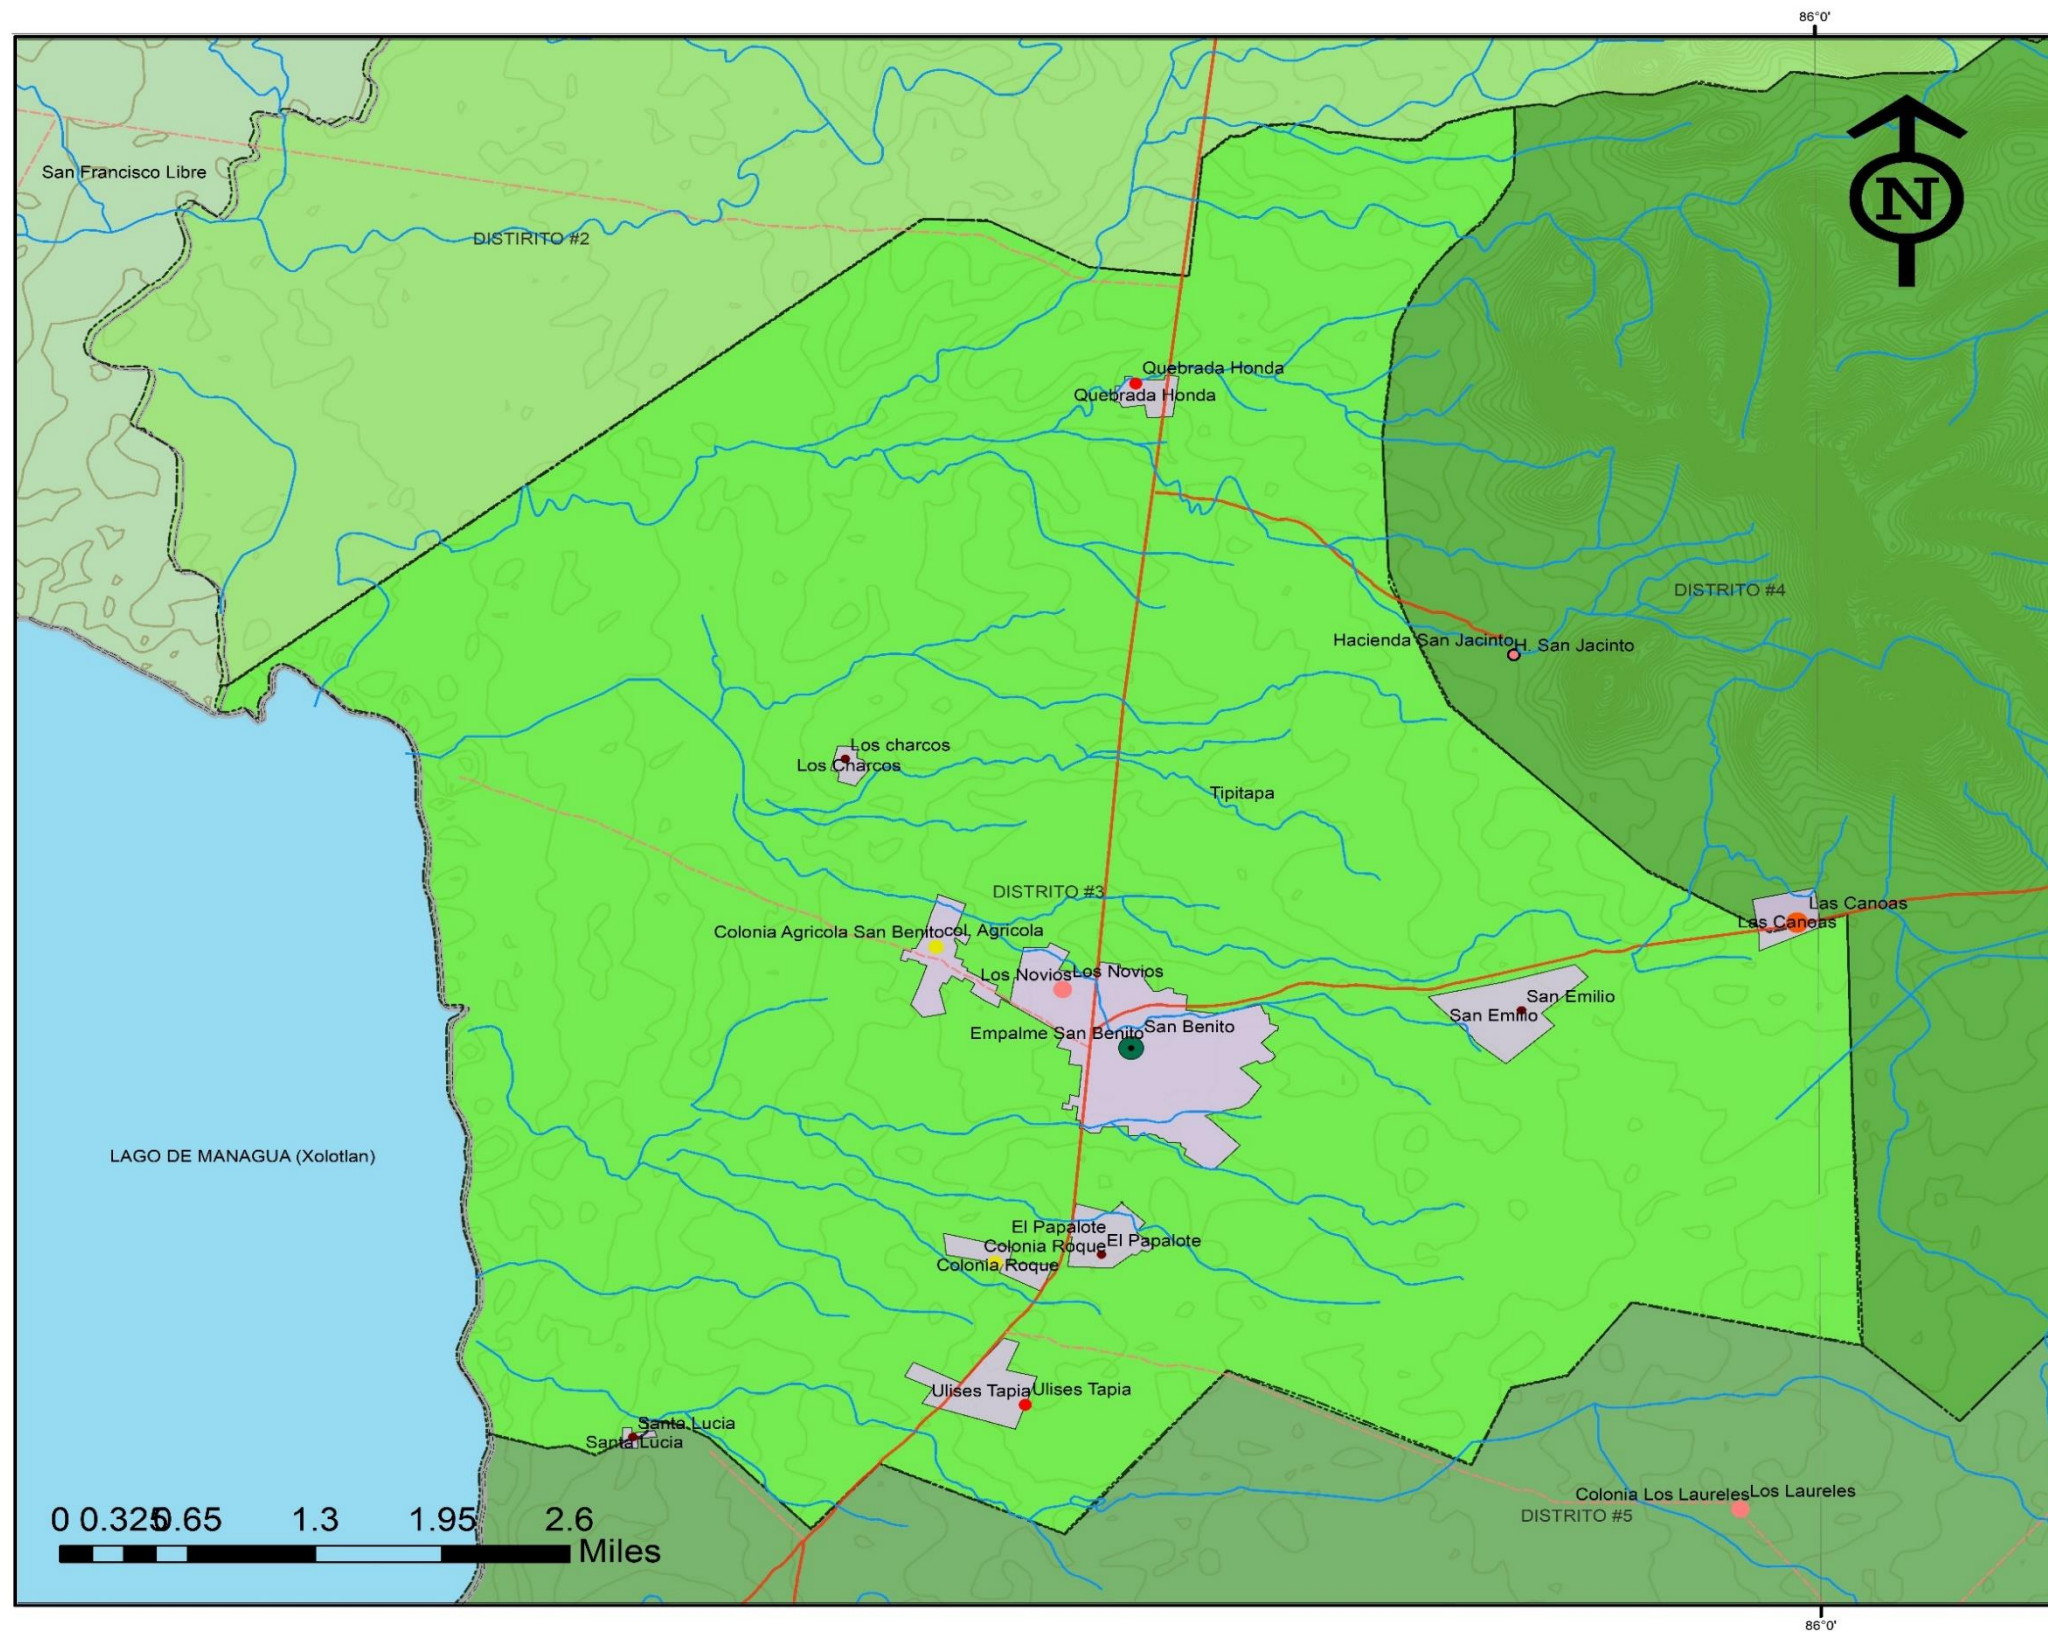 86°0'
San Francisco Libre
N
DISTIRITO #2
Quebrada Honda
Quebrada Honda
DISTRITO #4
Hacienda San Jacinto
H. San Jacinto
Los charcos
Los Charcos
Tipitapa
DISTRITO #3
Las Canoas
Las Canoas
Colonia Agricola San Benito
col. Agricola
Los Novios
Los Novios
San Emilio
San Emilio
Empalme San Benito
San Benito
LAGO DE MANAGUA (Xolotlan)
El Papalote
El Papalote
Colonia Roque
Colonia Roque
Ulises Tapia
Ulises Tapia
Santa Lucia
Santa Lucia
Colonia Los Laureles
Los Laureles
DISTRITO #5
0 0.325 0.65 1.3 1.95 2.6
Miles
86°0'